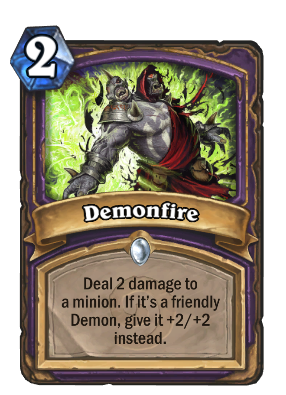 2
Demonfire
Deal 2 damage to
a minion. If it's a friendly
Demon, give it +2/+2
instead.